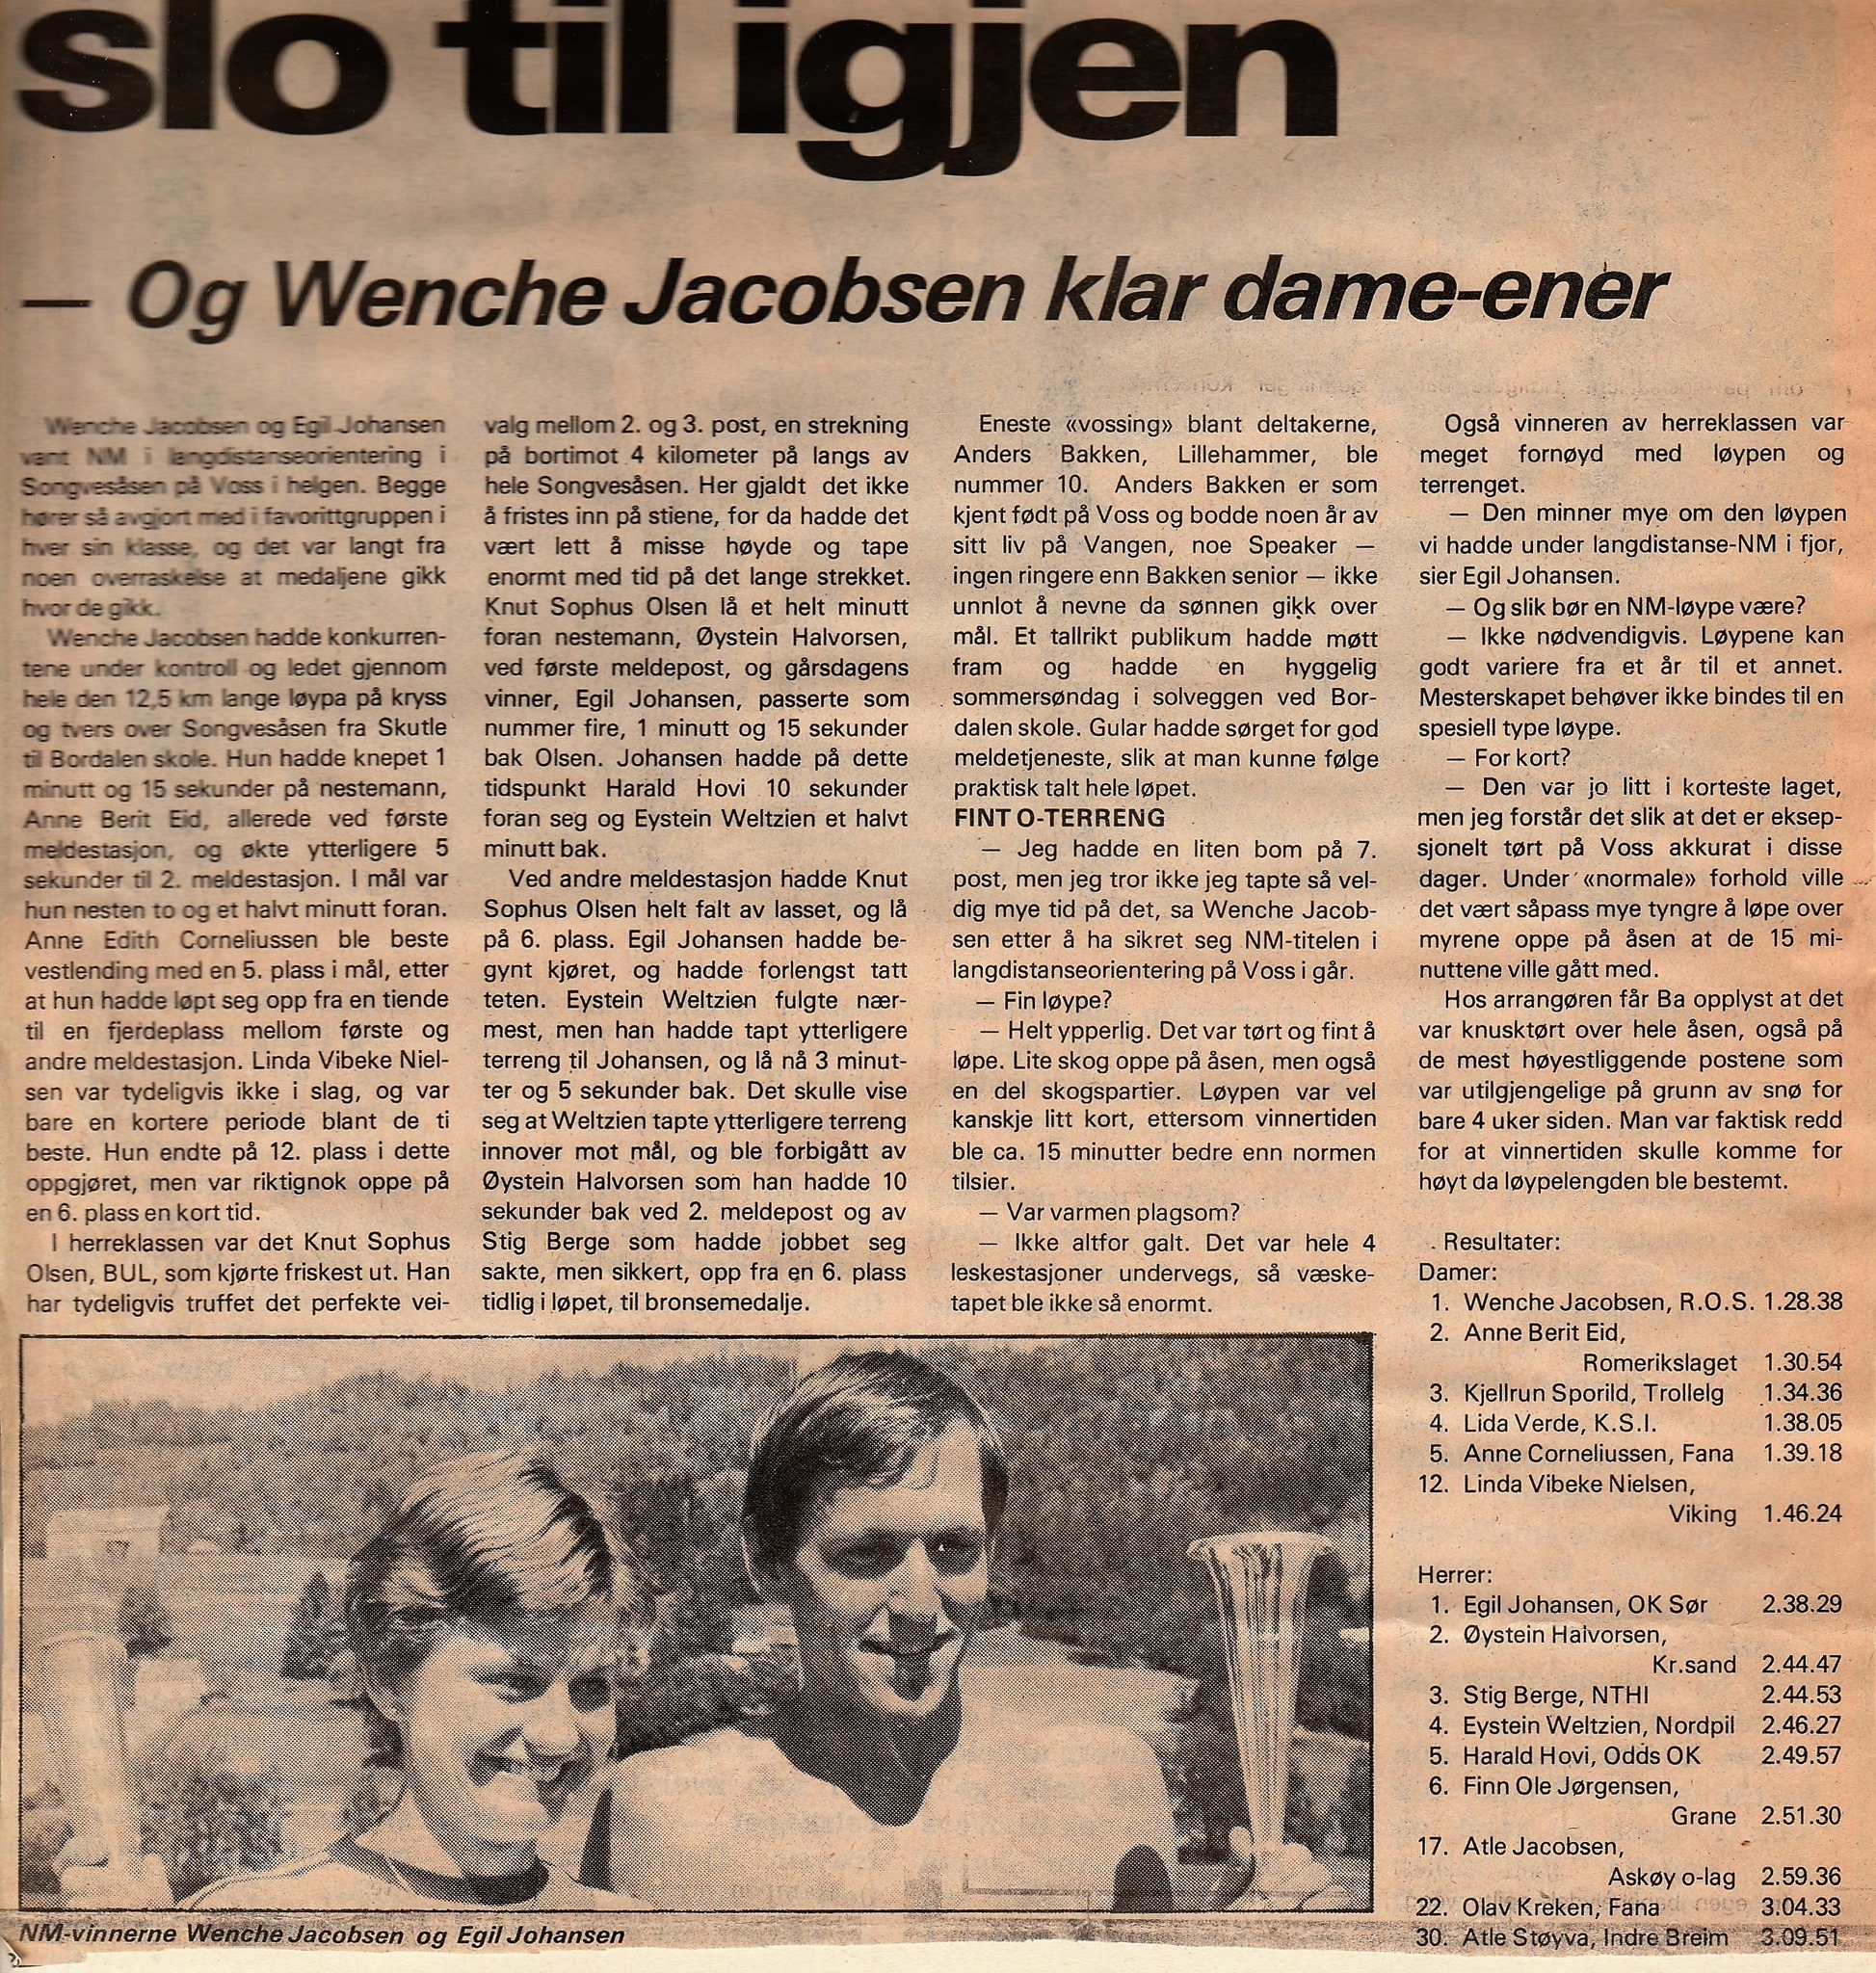 slo til igjen
— Og Wenche Jacobsen klar dame-ener
Wenche Jacobsen og Egil Johansen
vant NM i langdistanseorientering i
Songvesåsen på Voss i helgen. Begge
hører så avgjort med i favorittgruppen i
hver sin klasse, og det var langt fra
noen overraskelse at medaljene gikk
hvor de gikk.
Wenche Jacobsen hadde konkurren-
tene under kontroll og ledet gjennom
hele den 12,5 km lange løypa på kryss
og tvers over Songvesåsen fra Skutle
til Bordalen skole. Hun hadde knepet 1
minutt og 15 sekunder på nestemann,
Anne Berit Eid, allerede ved første
meldestasjon, og økte ytterligere 5
sekunder til 2. meldestasjon. I mål var
hun nesten to og et halvt minutt foran.
Anne Edith Corneliussen ble beste
vestlending med en 5. plass i mål, etter
at hun hadde løpt seg opp fra en tiende
til en fjerdeplass mellom første og
andre meldestasjon. Linda Vibeke Niel-
sen var tydeligvis ikke i slag, og var
bare en kortere periode blant de ti
beste. Hun endte på 12. plass i dette
oppgjøret, men var riktignok oppe på
en 6. plass en kort tid.
I herreklassen var det Knut Sophus
Olsen, BUL, som kjørte friskest ut. Han
har tydeligvis truffet det perfekte vei-
valg mellom 2. og 3. post, en strekning
på bortimot 4 kilometer på langs av
hele Songvesåsen. Her gjaldt det ikke
å fristes inn på stiene, for da hadde det
vært lett å misse høyde og tape
enormt med tid på det lange strekket.
Knut Sophus Olsen lå et helt minutt
foran nestemann, Øystein Halvorsen,
ved første meldepost, og gårsdagens
vinner, Egil Johansen, passerte som
nummer fire, 1 minutt og 15 sekunder
bak Olsen. Johansen hadde på dette
tidspunkt Harald Hovi 10 sekunder
foran seg og Eystein Weltzien et halvt
minutt bak.
Ved andre meldestasjon hadde Knut
Sophus Olsen helt falt av lasset, og lå
på 6. plass. Egil Johansen hadde be-
gynt kjøret, og hadde forlengst tatt
teten. Eystein Weltzien fulgte nær-
mest, men han hadde tapt ytterligere
terreng til Johansen, og lå nå 3 minut-
ter og 5 sekunder bak. Det skulle vise
seg at Weltzien tapte ytterligere terreng
innover mot mål, og ble forbigått av
Øystein Halvorsen som han hadde 10
sekunder bak ved 2. meldepost og av
Stig Berge som hadde jobbet seg
sakte, men sikkert, opp fra en 6. plass
tidlig i løpet, til bronsemedalje.
Eneste «vossing» blant deltakerne,
Anders Bakken, Lillehammer, ble
nummer 10. Anders Bakken er som
kjent født på Voss og bodde noen år av
sitt liv på Vangen, noe Speaker —
ingen ringere enn Bakken senior — ikke
unnlot å nevne da sønnen gikk over
mål. Et tallrikt publikum hadde møtt
fram og hadde en hyggelig
sommersøndag i solveggen ved Bor-
dalen skole. Gular hadde sørget for god
meldetjeneste, slik at man kunne følge
praktisk talt hele løpet.
FINT O-TERRENG
— Jeg hadde en liten bom på 7.
post, men jeg tror ikke jeg tapte så vel-
dig mye tid på det, sa Wenche Jacob-
sen etter å ha sikret seg NM-titelen i
langdistanseorientering på Voss i går.
— Fin løype?
— Helt ypperlig. Det var tørt og fint å
løpe. Lite skog oppe på åsen, men også
en del skogspartier. Løypen var vel
kanskje litt kort, ettersom vinnertiden
ble ca. 15 minutter bedre enn normen
tilsier.
— Var varmen plagsom?
— Ikke altfor galt. Det var hele 4
leskestasjoner undervegs, så væske-
tapet ble ikke så enormt.
Også vinneren av herreklassen var
meget fornøyd med løypen og
terrenget.
— Den minner mye om den løypen
vi hadde under langdistanse-NM i fjor,
sier Egil Johansen.
— Og slik bør en NM-løype være?
— Ikke nødvendigvis. Løypene kan
godt variere fra et år til et annet.
Mesterskapet behøver ikke bindes til en
spesiell type løype.
— For kort?
— Den var jo litt i korteste laget,
men jeg forstår det slik at det er eksep-
sjonelt tørt på Voss akkurat i disse
dager. Under «normale» forhold ville
det vært såpass mye tyngre å løpe over
myrene oppe på åsen at de 15 mi-
nuttene ville gått med.
Hos arrangøren får Ba opplyst at det
var knusktørt over hele åsen, også på
de mest høyestliggende postene som
var utilgjengelige på grunn av snø for
bare 4 uker siden. Man var faktisk redd
for at vinnertiden skulle komme for
høyt da løypelengden ble bestemt.
Resultater:
Damer:
1. Wenche Jacobsen, R.O.S. 1.28.38
2. Anne Berit Eid,
Romerikslaget 1.30.54
3. Kjellrun Sporild, Trollelg 1.34.36
4. Lida Verde, K.S.I. 1.38.05
5. Anne Corneliussen, Fana 1.39.18
12. Linda Vibeke Nielsen,
Viking 1.46.24
Herrer:
1. Egil Johansen, OK Sør 2.38.29
2. Øystein Halvorsen,
Kr.sand 2.44.47
3. Stig Berge, NTHI 2.44.53
4. Eystein Weltzien, Nordpil 2.46.27
5. Harald Hovi, Odds OK 2.49.57
6. Finn Ole Jørgensen,
Grane 2.51.30
17. Atle Jacobsen,
Askøy o-lag 2.59.36
22. Olav Kreken, Fana 3.04.33
30. Atle Støyva, Indre Breim 3.09.51
NM-vinnerne Wenche Jacobsen og Egil Johansen